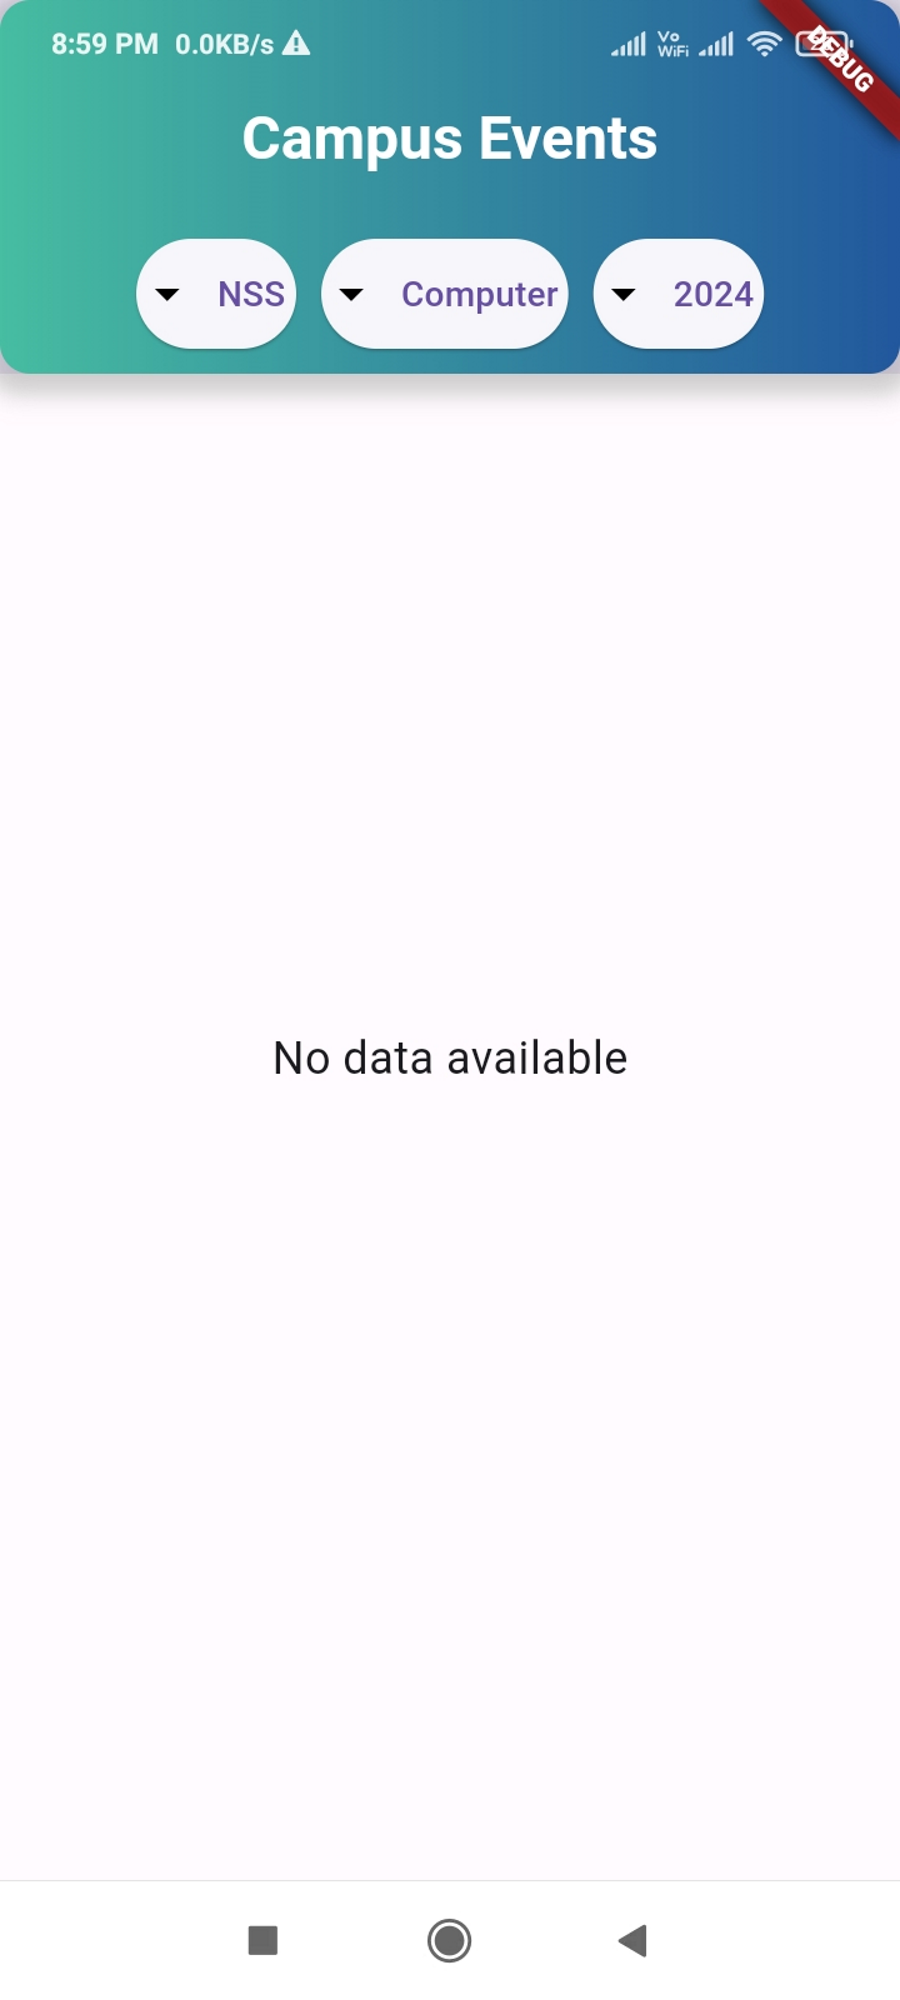 8:59 PM 0.0KB/s Vo WiFi
DEBUG
Campus Events
NSS Computer 2024
No data available